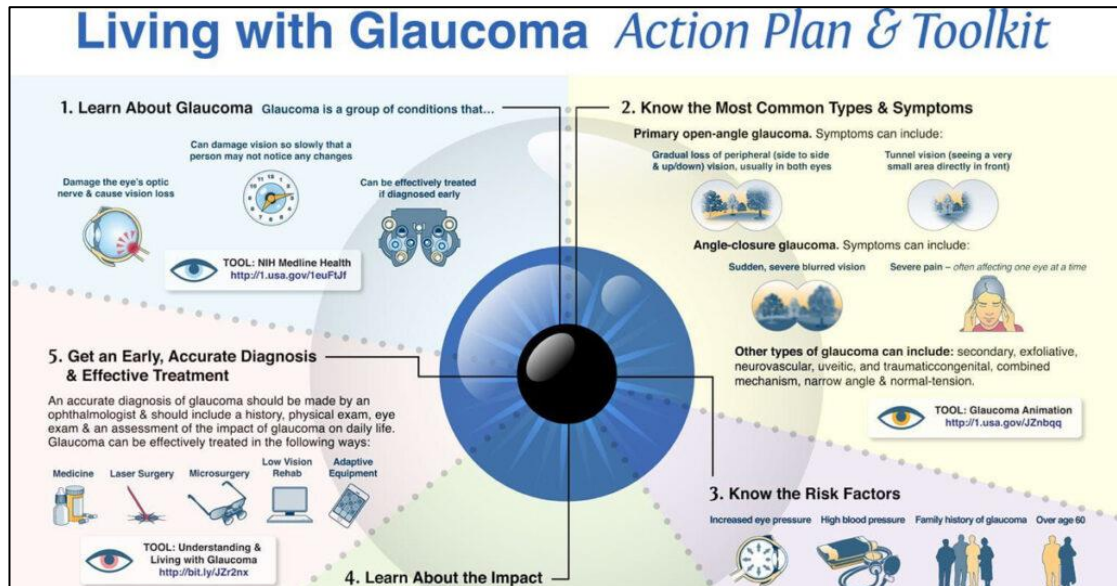 Living with Glaucoma Action Plan & Toolkit
1. Learn About Glaucoma Glaucoma is a group of conditions that...
Can damage vision so slowly that a
person may not notice any changes
Damage the eye's optic
nerve & cause vision loss
Can be effectively treated
if diagnosed early
TOOL: NIH Medline Health
http://1.usa.gov/1euFtJf
2. Know the Most Common Types & Symptoms
Primary open-angle glaucoma. Symptoms can include:
Gradual loss of peripheral (side to side
& up/down) vision, usually in both eyes
Tunnel vision (seeing a very
small area directly in front)
Angle-closure glaucoma. Symptoms can include:
Sudden, severe blurred vision
Severe pain – often affecting one eye at a time
Other types of glaucoma can include: secondary, exfoliative,
neurovascular, uveitic, and traumaticcongenital, combined
mechanism, narrow angle & normal-tension.
TOOL: Glaucoma Animation
http://1.usa.gov/JZnbqq
3. Know the Risk Factors
Increased eye pressure
High blood pressure
Family history of glaucoma
Over age 60
4. Learn About the Impact
5. Get an Early, Accurate Diagnosis
& Effective Treatment
An accurate diagnosis of glaucoma should be made by an
ophthalmologist & should include a history, physical exam, eye
exam & an assessment of the impact of glaucoma on daily life.
Glaucoma can be effectively treated in the following ways:
Medicine
Laser Surgery
Microsurgery
Low Vision
Rehab
Adaptive
Equipment
TOOL: Understanding &
Living with Glaucoma
http://bit.ly/JZr2nx